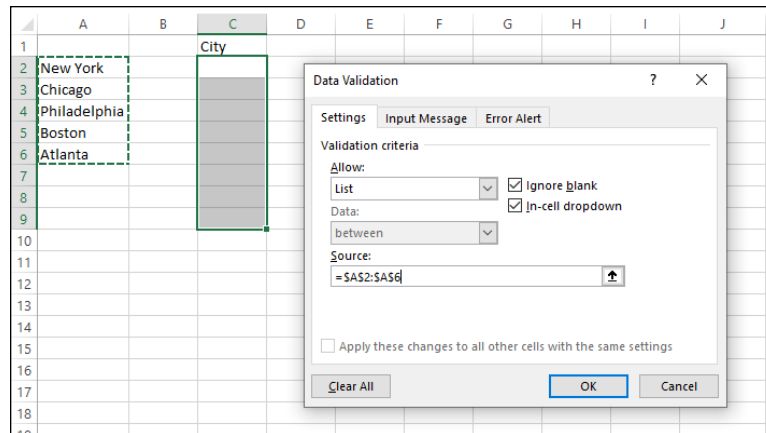 A B C D E F G H I J
1 City
2 New York
3 Chicago
4 Philadelphia
5 Boston
6 Atlanta
7
8
9
10
11
12
13
14
15
16
17
18
Data Validation ? ×
Settings Input Message Error Alert
Validation criteria
Allow:
List Ignore blank
In-cell dropdown
Data:
between
Source:
=$A$2:$A$6
Apply these changes to all other cells with the same settings
Clear All OK Cancel